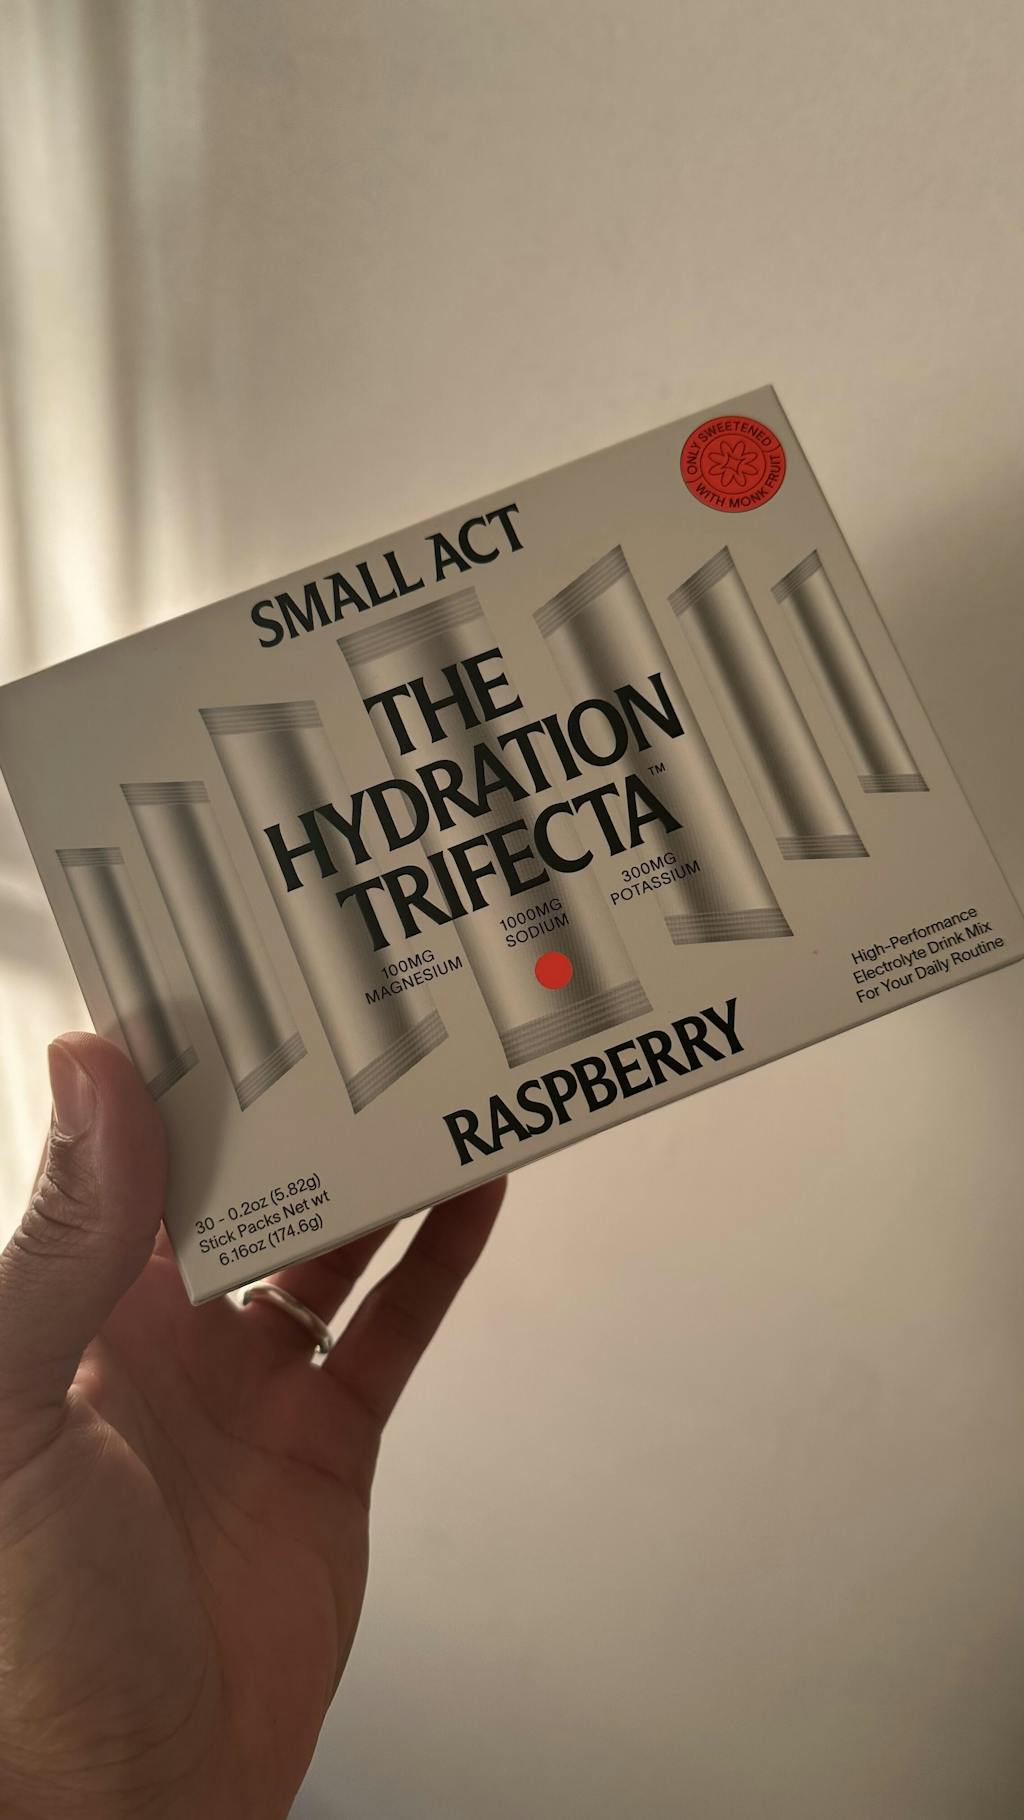 ONLY SWEETENED
WITH MONK FRUIT
SMALL ACT
THE
HYDRATION
TRIFECTA™
100MG
MAGNESIUM
1000MG
SODIUM
300MG
POTASSIUM
RASPBERRY
30 - 0.2oz (5.82g)
Stick Packs Net wt
6.16oz (174.6g)
High-Performance
Electrolyte Drink Mix
For Your Daily Routine